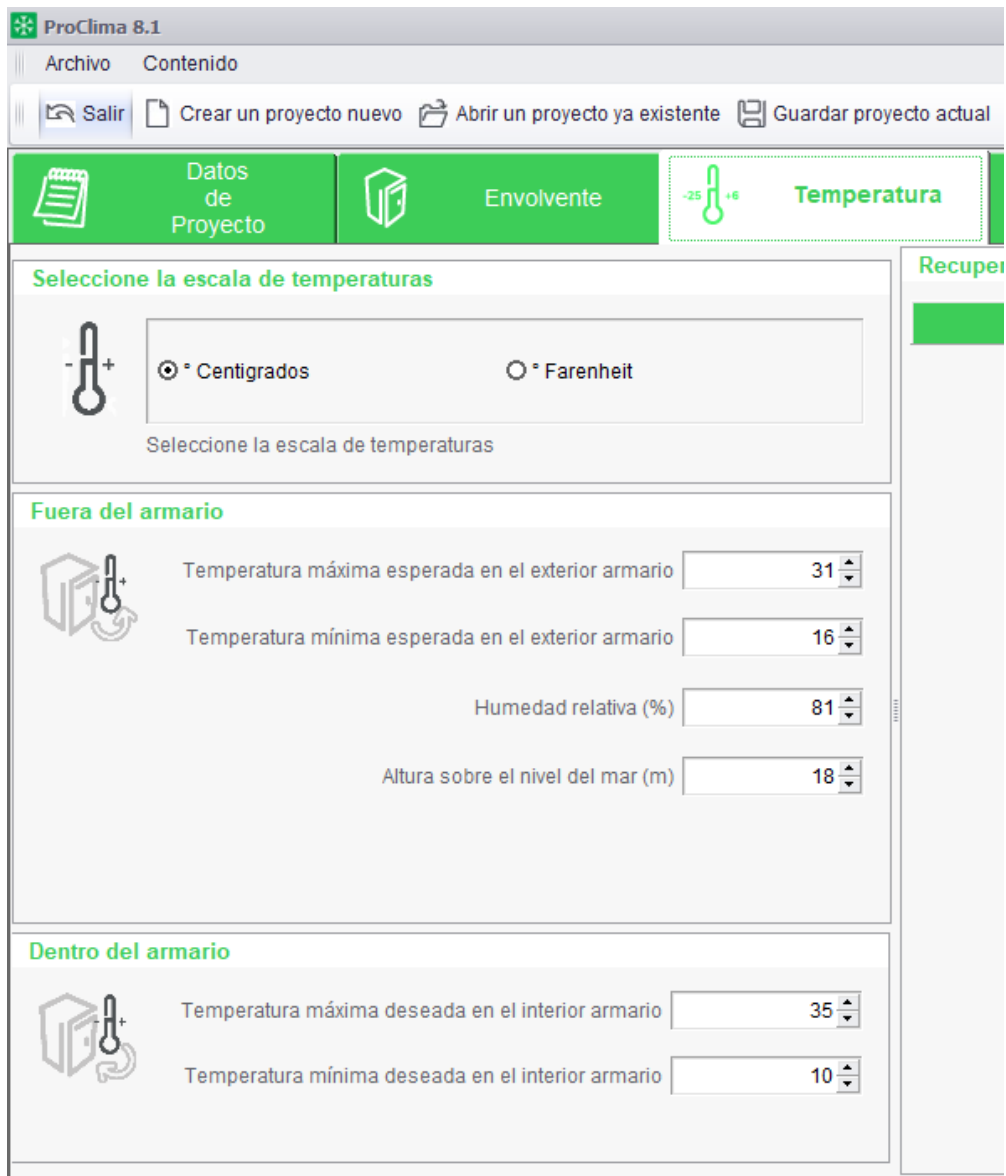 ProClima 8.1
Archivo Contenido
Salir Crear un proyecto nuevo Abrir un proyecto ya existente Guardar proyecto actual
Datos
de
Proyecto
Envolvente
-25 +6
Temperatura
Seleccione la escala de temperaturas
- +
° Centigrados ° Farenheit
Seleccione la escala de temperaturas
Fuera del armario
Temperatura máxima esperada en el exterior armario 31
Temperatura mínima esperada en el exterior armario 16
Humedad relativa (%) 81
Altura sobre el nivel del mar (m) 18
Dentro del armario
Temperatura máxima deseada en el interior armario 35
Temperatura mínima deseada en el interior armario 10